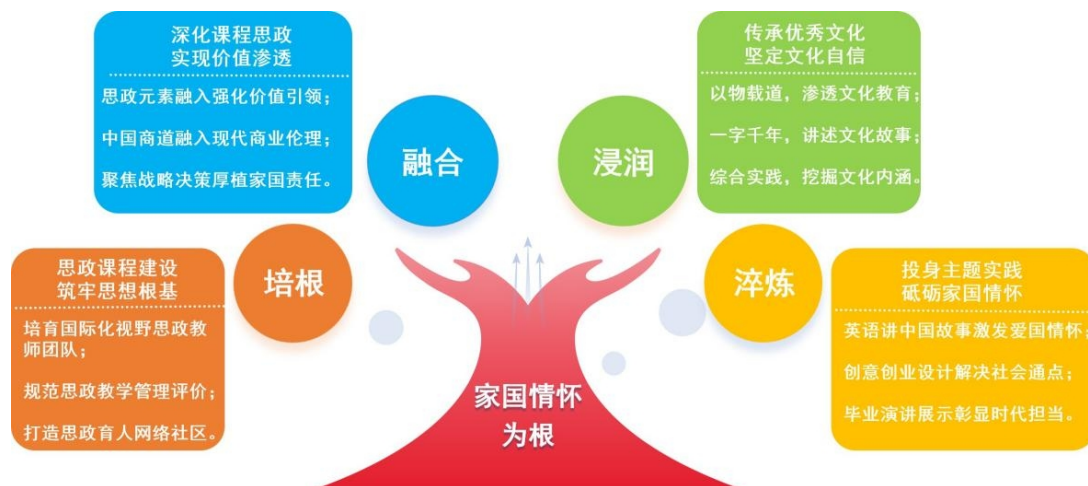 深化课程思政
实现价值渗透
思政元素融入强化价值引领；
中国商道融入现代商业伦理；
聚焦战略决策厚植家国责任。
融合
浸润
传承优秀文化
坚定文化自信
以物载道，渗透文化教育；
一字千年，讲述文化故事；
综合实践，挖掘文化内涵。
思政课程建设
筑牢思想根基
培育国际化视野思政教
师团队；
规范思政教学管理评价；
打造思政育人网络社区。
培根
淬炼
投身主题实践
砥砺家国情怀
英语讲中国故事激发爱国情怀；
创意创业设计解决社会通点；
毕业演讲展示彰显时代担当。
家国情怀
为根